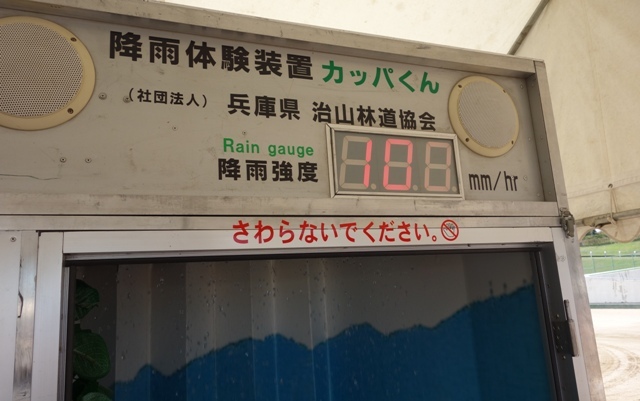 降雨体験装置 カッパくん
（社団法人） 兵庫県 治山林道協会
Rain gauge
降雨強度 mm/hr
さわらないでください。